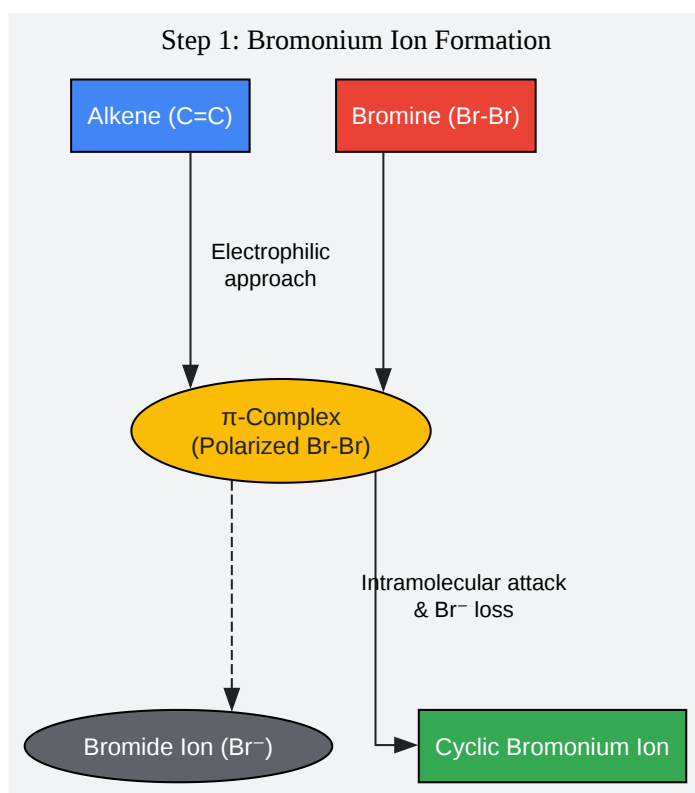 Step 1: Bromonium Ion Formation
Alkene (C=C)
Bromine (Br-Br)
Electrophilic
approach
π-Complex
(Polarized Br-Br)
Intramolecular attack
& Br⁻ loss
Bromide Ion (Br⁻)
Cyclic Bromonium Ion